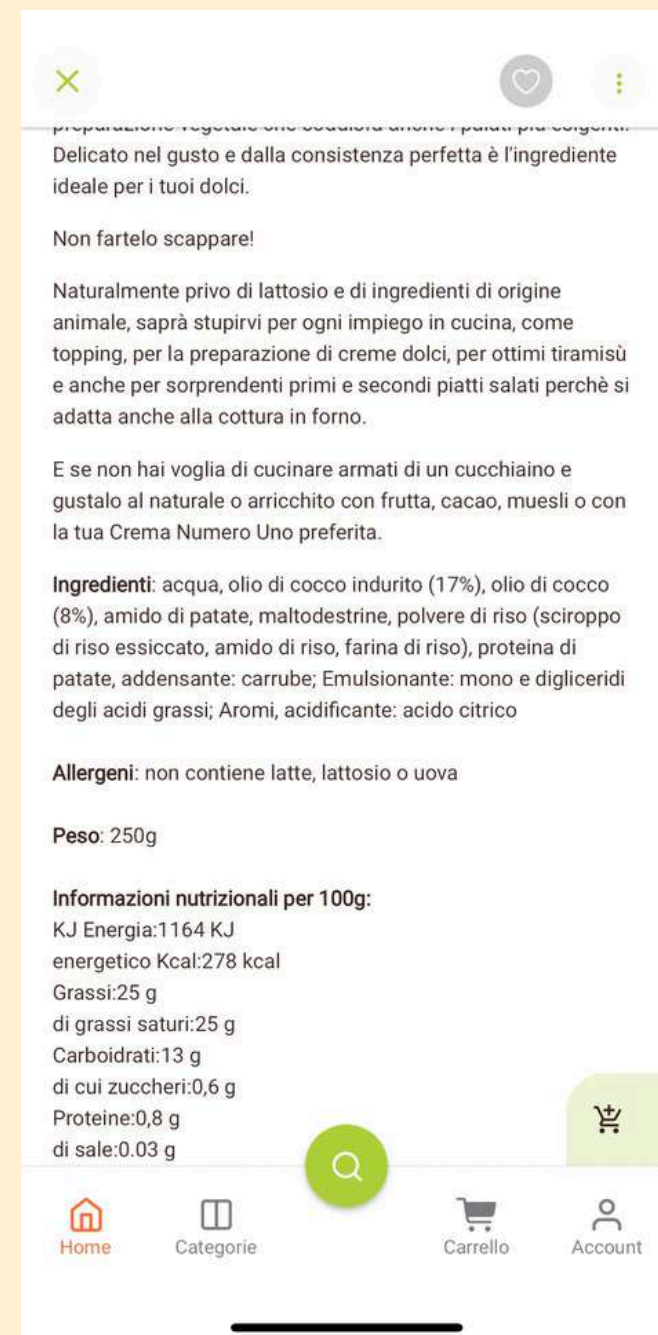 preparazione vegetale che soddisfa anche i palati più esigenti.
Delicato nel gusto e dalla consistenza perfetta è l'ingrediente
ideale per i tuoi dolci.
Non fartelo scappare!
Naturalmente privo di lattosio e di ingredienti di origine
animale, saprà stupirvi per ogni impiego in cucina, come
topping, per la preparazione di creme dolci, per ottimi tiramisù
e anche per sorprendenti primi e secondi piatti salati perchè si
adatta anche alla cottura in forno.
E se non hai voglia di cucinare armati di un cucchiaino e
gustalo al naturale o arricchito con frutta, cacao, muesli o con
la tua Crema Numero Uno preferita.
Ingredienti: acqua, olio di cocco indurito (17%), olio di cocco
(8%), amido di patate, maltodestrine, polvere di riso (sciroppo
di riso essiccato, amido di riso, farina di riso), proteina di
patate, addensante: carrube; Emulsionante: mono e digliceridi
degli acidi grassi; Aromi, acidificante: acido citrico
Allergeni: non contiene latte, lattosio o uova
Peso: 250g
Informazioni nutrizionali per 100g:
KJ Energia:1164 KJ
energetico Kcal:278 kcal
Grassi:25 g
di grassi saturi:25 g
Carboidrati:13 g
di cui zuccheri:0,6 g
Proteine:0,8 g
di sale:0.03 g
Home Categorie Carrello Account